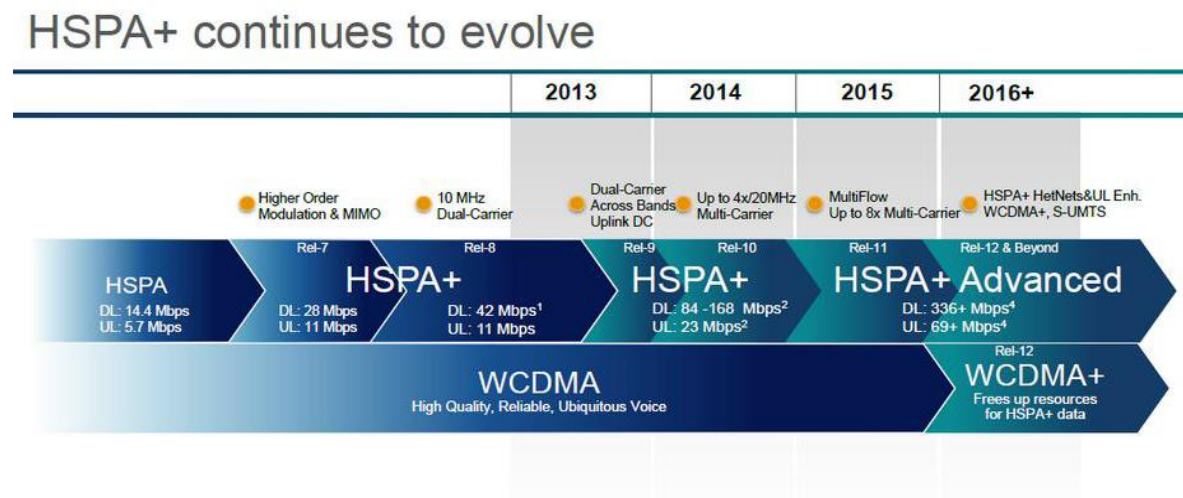 HSPA+ continues to evolve
2013 2014 2015 2016+
Higher Order
Modulation & MIMO
10 MHz
Dual-Carrier
Dual-Carrier
Across Bands
Uplink DC
Up to 4x/20MHz
Multi-Carrier
MultiFlow
Up to 8x Multi-Carrier
HSPA+ HetNets&UL Enh.
WCDMA+, S-UMTS
HSPA
DL: 14.4 Mbps
UL: 5.7 Mbps
Rel-7 Rel-8
HSPA+
DL: 28 Mbps
UL: 11 Mbps
DL: 42 Mbps¹
UL: 11 Mbps
Rel-9 Rel-10
HSPA+
DL: 84 -168 Mbps²
UL: 23 Mbps²
Rel-11 Rel-12 & Beyond
HSPA+ Advanced
DL: 336+ Mbps⁴
UL: 69+ Mbps⁴
WCDMA
High Quality, Reliable, Ubiquitous Voice
Rel-12
WCDMA+
Frees up resources
for HSPA+ data